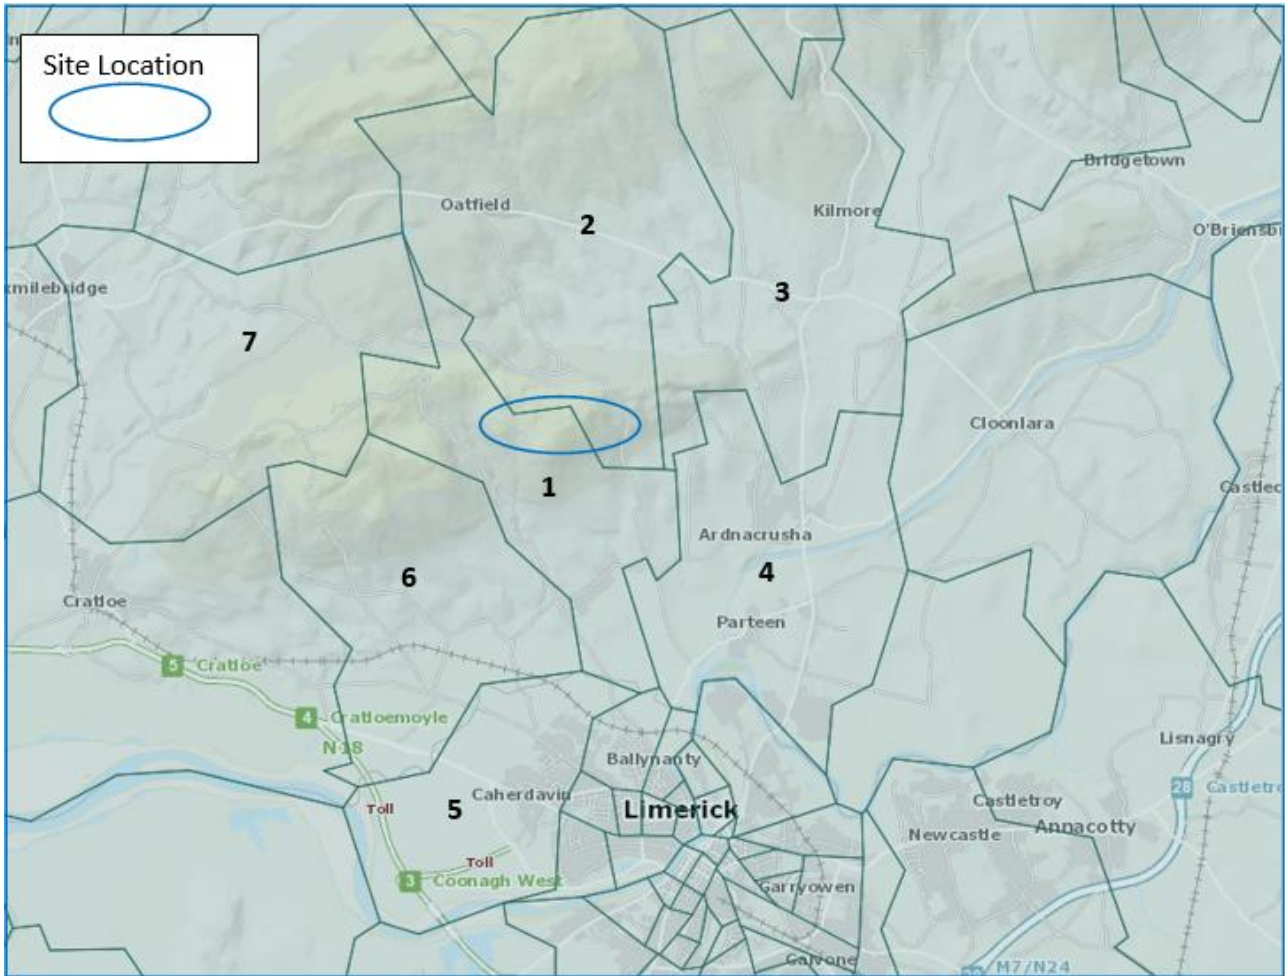 Site Location
Bridgetown
Oatfield
2
Kilmore
O'Briensb
xmilebridge
3
7
Cloonlara
1
Castlec
Ardnacrusha
4
6
Cratloe
Parteen
5 Cratloe
4 Cratloemoyle
N18
Lisnagry
Ballynanty
28 Castletro
Toll
5
Caherdavin
Limerick
Castletroy
Newcastle
Annacotty
Toll
3 Coonagh West
Garryowen
Galvone
M7/N24